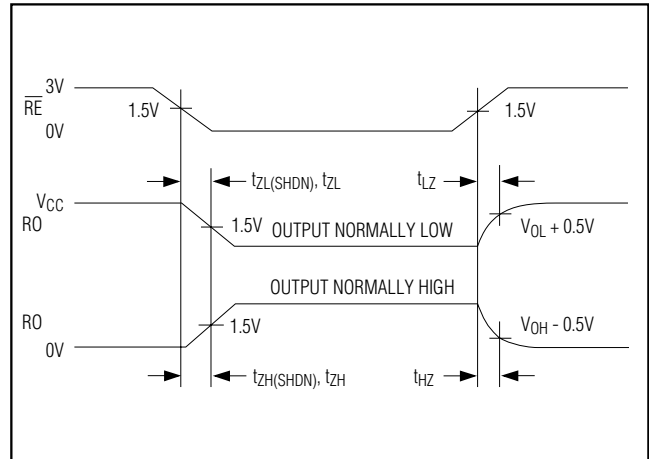 3V
RE
1.5V
1.5V
0V
tZL(SHDN), tZL
tLZ
VCC
RO
1.5V
OUTPUT NORMALLY LOW
VOL + 0.5V
OUTPUT NORMALLY HIGH
RO
1.5V
VOH - 0.5V
0V
tZH(SHDN), tZH
tHZ